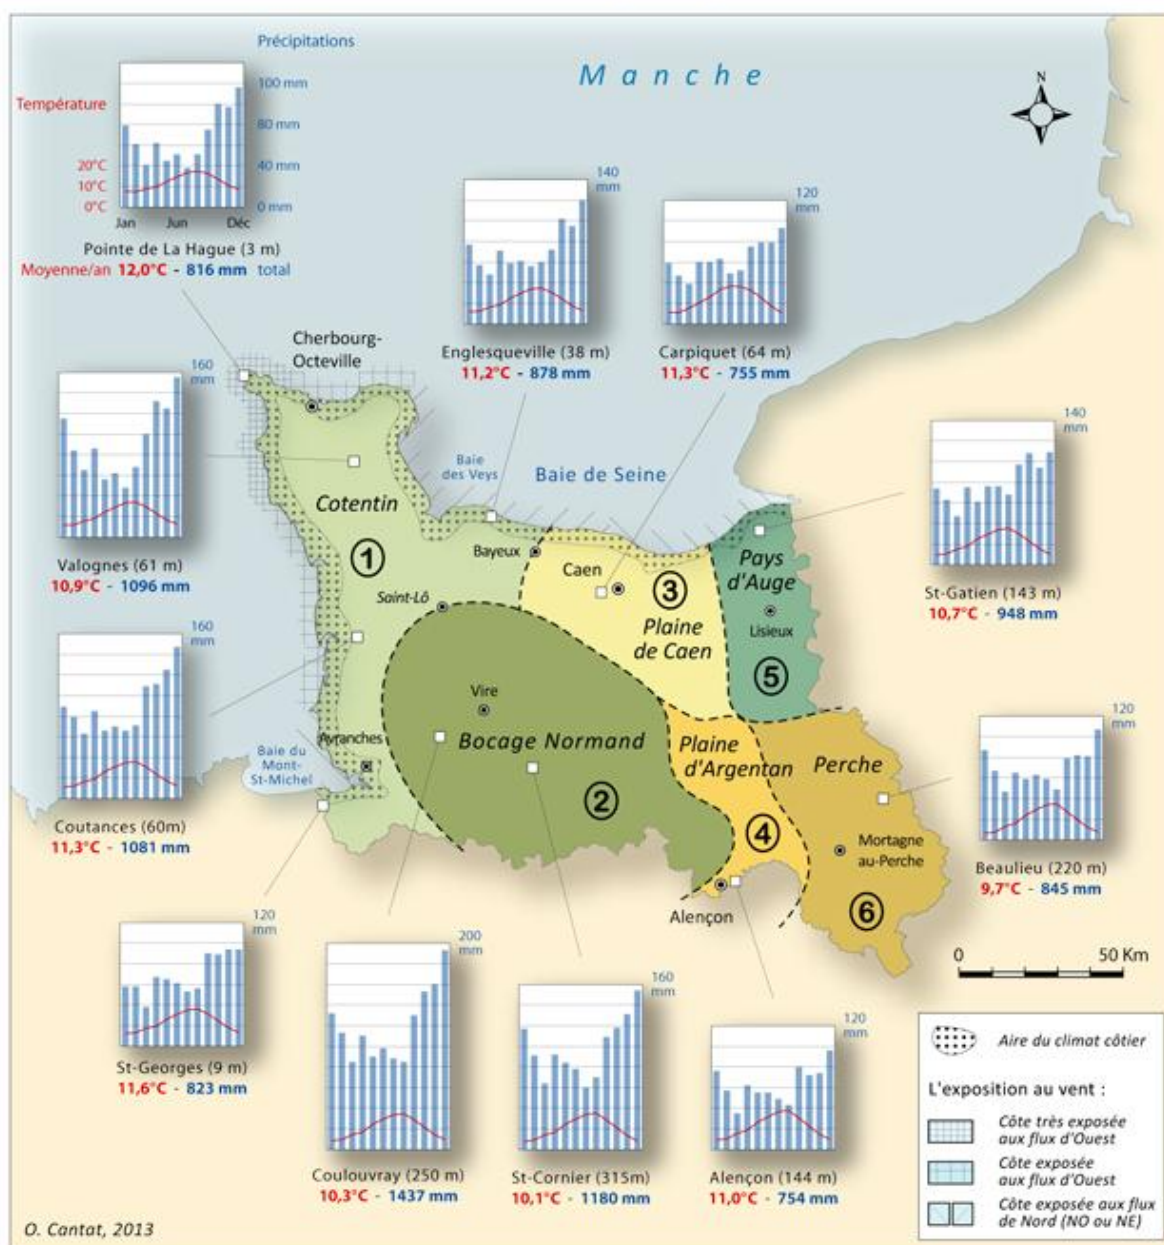 Manche
N
Précipitations
Température
100 mm
80 mm
40 mm
0 mm
20°C
10°C
0°C
Jan Jun Déc
Pointe de La Hague (3 m)
Moyenne/an 12,0°C - 816 mm total
140
mm
Englesqueville (38 m)
11,2°C - 878 mm
120
mm
Carpiquet (64 m)
11,3°C - 755 mm
160
mm
Valognes (61 m)
10,9°C - 1096 mm
140
mm
St-Gatien (143 m)
10,7°C - 948 mm
160
mm
Coutances (60m)
11,3°C - 1081 mm
120
mm
Beaulieu (220 m)
9,7°C - 845 mm
Cherbourg-
Octeville
Baie
des Veys
Baie de Seine
Cotentin
1
Bayeux
Caen
3
Plaine
de Caen
Pays
d'Auge
Lisieux
5
Saint-Lô
Vire
Bocage Normand
2
Avranches
Baie du
Mont-
St-Michel
Plaine
d'Argentan
4
Perche
Mortagne
au-Perche
6
Alençon
0 50 Km
120
mm
St-Georges (9 m)
11,6°C - 823 mm
200
mm
Coulouvray (250 m)
10,3°C - 1437 mm
160
mm
St-Cornier (315m)
10,1°C - 1180 mm
120
mm
Alençon (144 m)
11,0°C - 754 mm
Aire du climat côtier
L'exposition au vent :
Côte très exposée
aux flux d'Ouest
Côte exposée
aux flux d'Ouest
Côte exposée aux flux
de Nord (NO ou NE)
O. Cantat, 2013